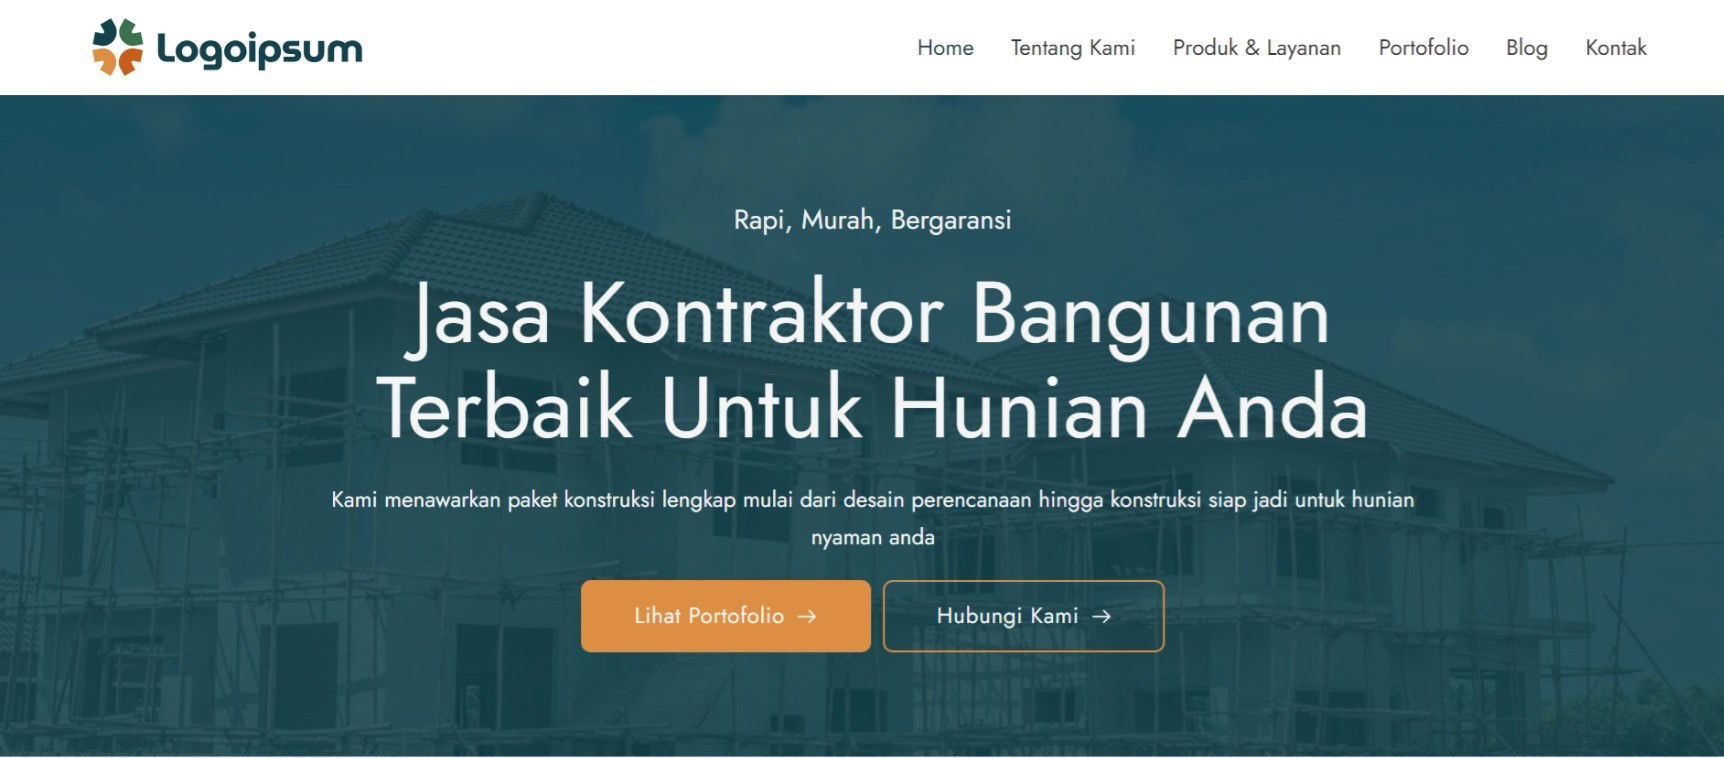 Logoipsum
Home Tentang Kami Produk & Layanan Portofolio Blog Kontak
Rapi, Murah, Bergaransi
Jasa Kontraktor Bangunan
Terbaik Untuk Hunian Anda
Kami menawarkan paket konstruksi lengkap mulai dari desain perencanaan hingga konstruksi siap jadi untuk hunian
nyaman anda
Lihat Portofolio →
Hubungi Kami →